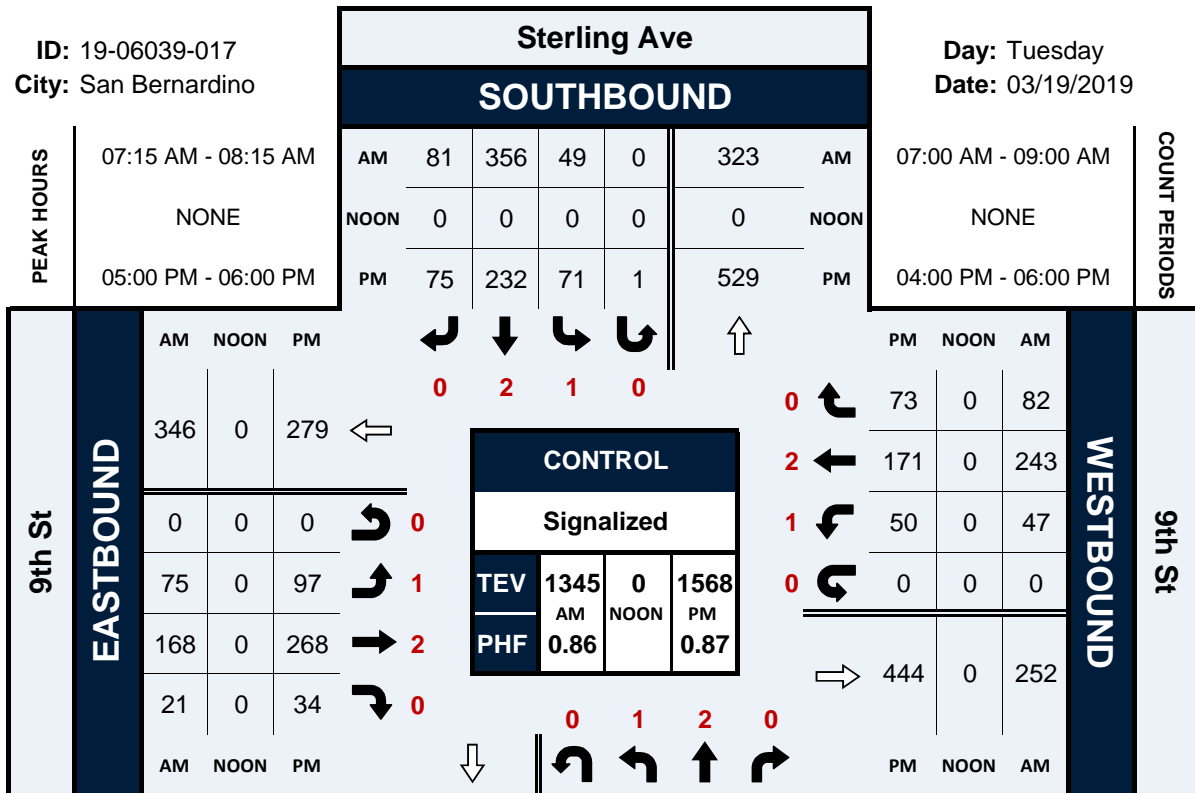 ID: 19-06039-017
City: San Bernardino
Sterling Ave
SOUTHBOUND
Day: Tuesday
Date: 03/19/2019
PEAK HOURS
07:15 AM - 08:15 AM
NONE
05:00 PM - 06:00 PM
AM 81 356 49 0 323 AM
NOON 0 0 0 0 0 NOON
PM 75 232 71 1 529 PM
07:00 AM - 09:00 AM
NONE
04:00 PM - 06:00 PM
COUNT PERIODS
0 2 1 0
9th St
EASTBOUND
AM NOON PM
346 0 279
0 0 0 0
75 0 97 1
168 0 268 2
21 0 34 0
AM NOON PM
CONTROL
Signalized
TEV 1345 0 1568
AM NOON PM
PHF 0.86 0.87
PM NOON AM
0 73 0 82
2 171 0 243
1 50 0 47
0 0 0 0
444 0 252
PM NOON AM
WESTBOUND
9th St
0 1 2 0